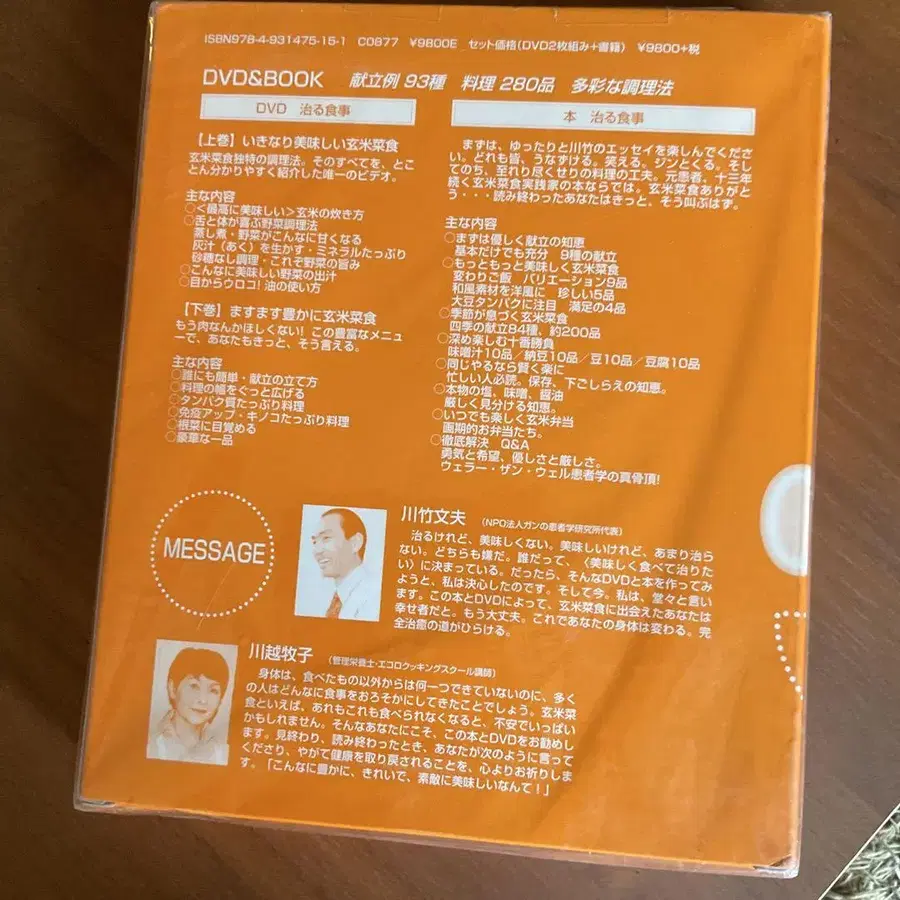 ISBN978-4-931475-15-1 C0877 ¥9800E セット価格(DVD2枚組み+書籍) ¥9800+税
DVD&BOOK 献立例 93種 料理 280品 多彩な調理法
DVD 治る食事
【上巻】いきなり美味しい玄米菜食
玄米菜食独特の調理法。そのすべてを、とこ
とん分かりやすく紹介した唯一のビデオ。
主な内容
○<最高に美味しい>玄米の炊き方
○舌と体が喜ぶ野菜調理法
蒸し煮・野菜がこんなに甘くなる
灰汁(あく)を生かす・ミネラルたっぷり
砂糖なし調理・これぞ野菜の旨み
○こんなに美味しい野菜の出汁
○目からウロコ!油の使い方
【下巻】ますます豊かに玄米菜食
もう肉なんかほしくない!この豊富なメニュ
ーで、あなたもきっと、そう言える。
主な内容
○誰にも簡単・献立の立て方
○料理の幅をぐっと広げる
○タンパク質たっぷり料理
○免疫アップ・キノコたっぷり料理
○根菜に目覚める
○豪華な一品
本 治る食事
まずは、ゆったりと川竹のエッセイを楽しんでくだ
さい。どれも皆、うなずける。笑える。ジンとくる。そし
てのち、至れり尽くせりの料理の工夫。元患者、十三年
続く玄米菜食実践家の本ならでは。玄米菜食ありがと
う・・・読み終わったあなたはきっと。そう叫ぶはず。
主な内容
○まずは優しく献立の知恵
基本だけでも充分 9種の献立
○もっともっと美味しく玄米菜食
変わりご飯 バリエーション9品
和風素材を洋風に 珍しい5品
大豆タンパクに注目 満足の4品
○季節が息づく玄米菜食
四季の献立84種、約200品
○深め楽しむ十番勝負
味噌汁10品/納豆10品/豆10品/豆腐10品
○同じやるなら賢く楽に
忙しい人必読。保存、下ごしらえの知恵。
○本物の塩、味噌、醤油
厳しく見分ける知恵。
○いつでも楽しく玄米弁当
画期的お弁当たち。
○徹底解決 Q&A
勇気と希望、優しさと厳しさ。
ウェラー・ザン・ウェル患者学の真骨頂!
MESSAGE
川竹文夫 (NPO法人ガンの患者学研究所代表)
治るけれど、美味しくない。美味しいけれど、あまり治ら
ない。どちらも嫌だ。誰だって、〈美味しく食べて治りた
い〉に決まっている。だったら、そんなDVDと本を作ってみ
ようと、私は決心したのです。そして今。私は、堂々と言い
ます。この本とDVDによって、玄米菜食に出会えたあなたは
幸せ者だと。もう大丈夫。これであなたの身体は変わる。完
全治癒の道がひらける。
川越牧子 (管理栄養士・エコロクッキングスクール講師)
身体は、食べたもの以外からは何一つできていないのに、多く
の人はどんなに食事をおろそかにしてきたことでしょう。玄米菜
食といえば、あれもこれも食べられなくなると、不安でいっぱい
かもしれません。そんなあなたにこそ、この本とDVDをお勧めし
ます。見終わり、読み終わったとき、あなたが次のように言って
くださり、やがて健康を取り戻されることを、心よりお祈りしま
す。「こんなに豊かに、きれいで、素敵に美味しいなんて!」